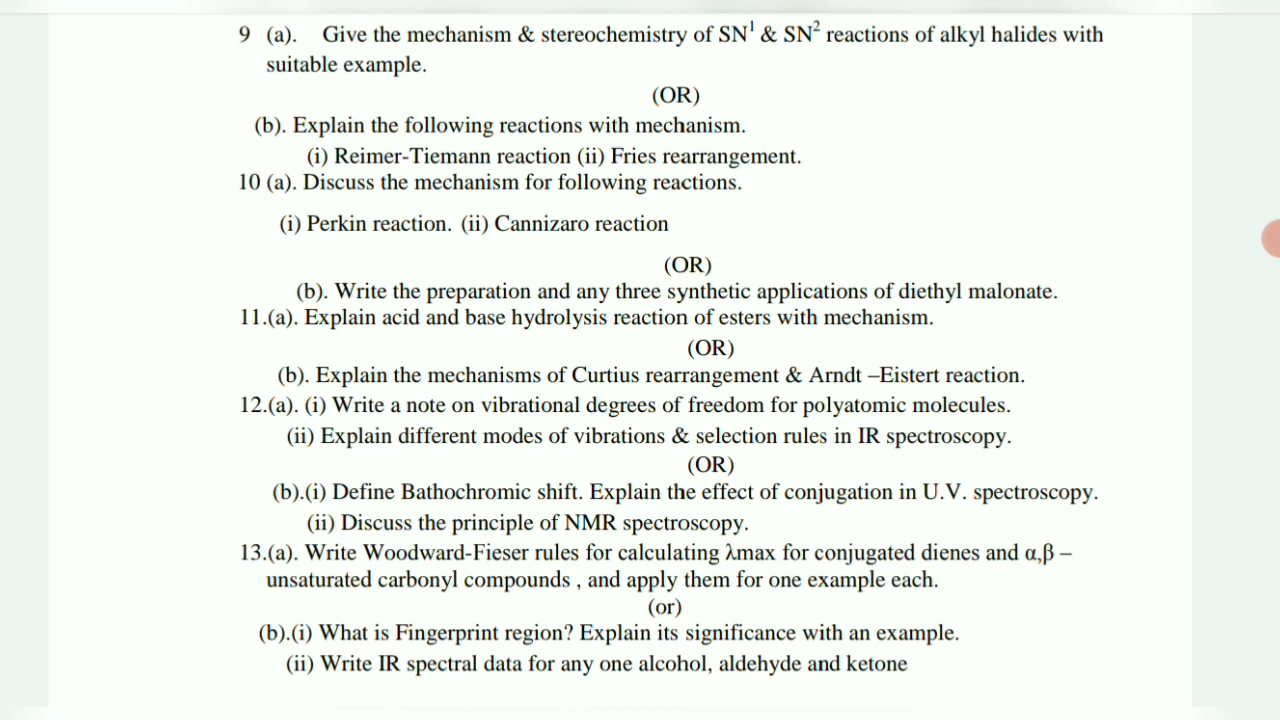 9 (a). Give the mechanism & stereochemistry of SN¹ & SN² reactions of alkyl halides with
suitable example.
(OR)
(b). Explain the following reactions with mechanism.
(i) Reimer-Tiemann reaction (ii) Fries rearrangement.
10 (a). Discuss the mechanism for following reactions.
(i) Perkin reaction. (ii) Cannizaro reaction
(OR)
(b). Write the preparation and any three synthetic applications of diethyl malonate.
11.(a). Explain acid and base hydrolysis reaction of esters with mechanism.
(OR)
(b). Explain the mechanisms of Curtius rearrangement & Arndt –Eistert reaction.
12.(a). (i) Write a note on vibrational degrees of freedom for polyatomic molecules.
(ii) Explain different modes of vibrations & selection rules in IR spectroscopy.
(OR)
(b).(i) Define Bathochromic shift. Explain the effect of conjugation in U.V. spectroscopy.
(ii) Discuss the principle of NMR spectroscopy.
13.(a). Write Woodward-Fieser rules for calculating λmax for conjugated dienes and α,β –
unsaturated carbonyl compounds , and apply them for one example each.
(or)
(b).(i) What is Fingerprint region? Explain its significance with an example.
(ii) Write IR spectral data for any one alcohol, aldehyde and ketone